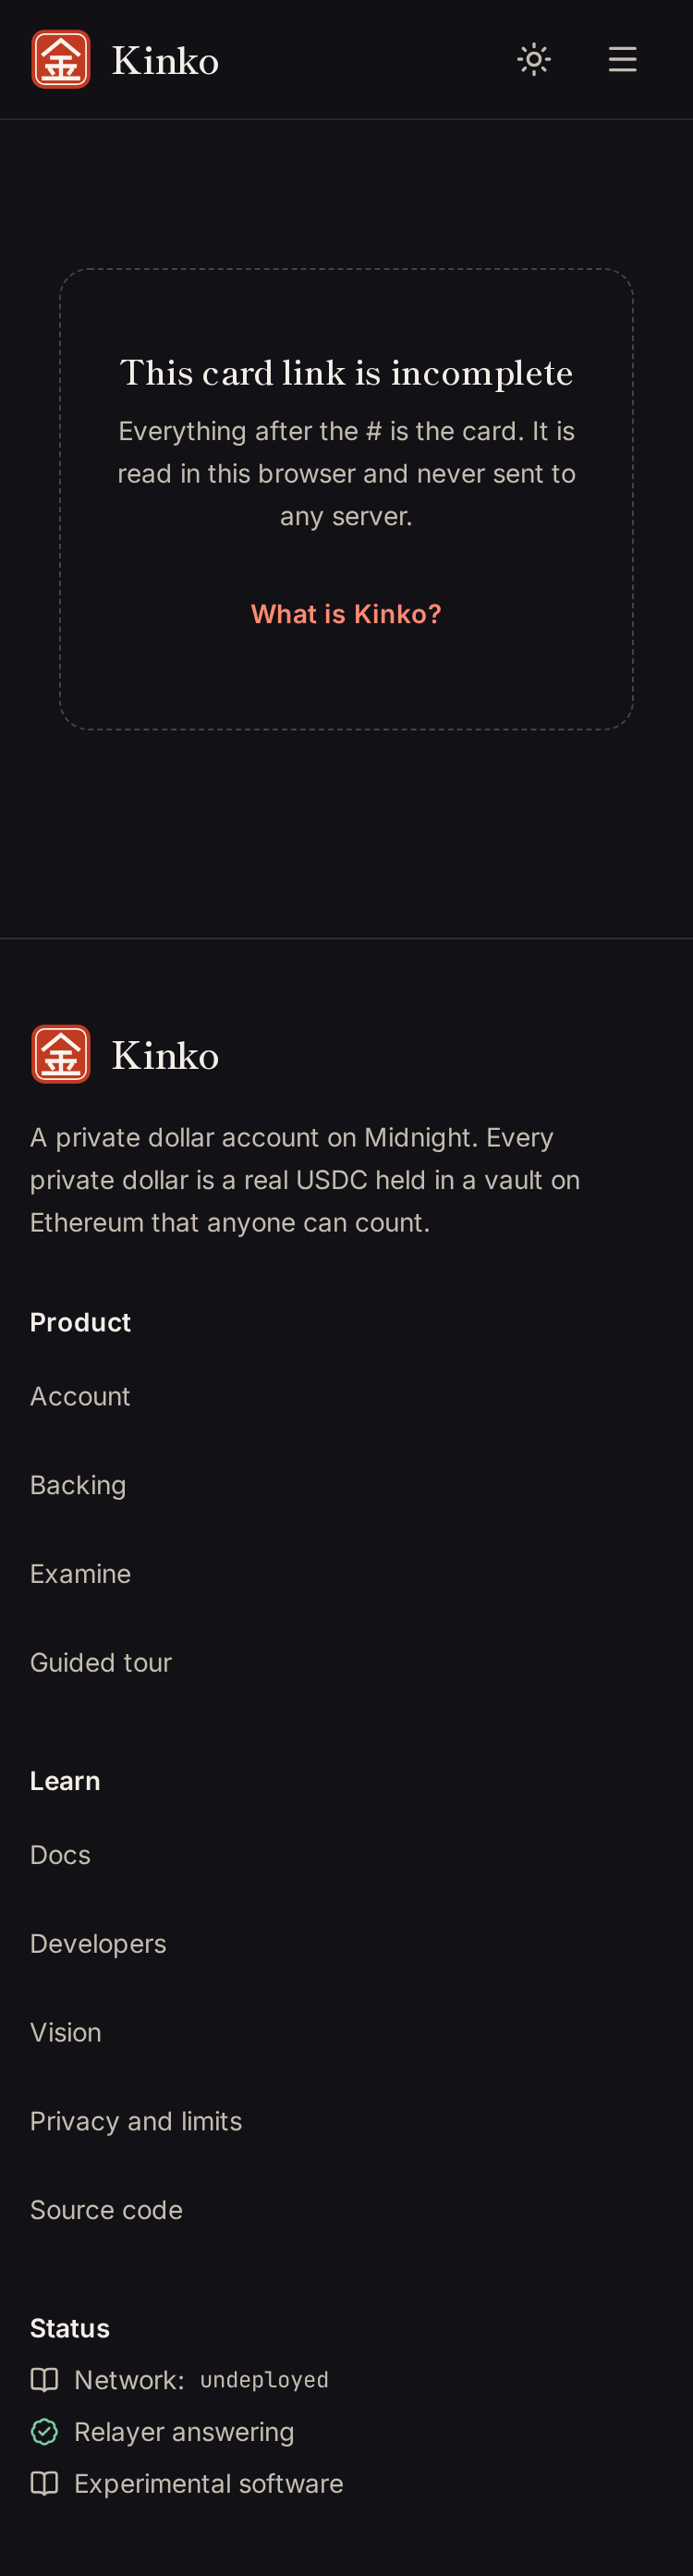 金 Kinko
This card link is incomplete
Everything after the # is the card. It is
read in this browser and never sent to
any server.
What is Kinko?
金 Kinko
A private dollar account on Midnight. Every
private dollar is a real USDC held in a vault on
Ethereum that anyone can count.
Product
Account
Backing
Examine
Guided tour
Learn
Docs
Developers
Vision
Privacy and limits
Source code
Status
Network: undeployed
Relayer answering
Experimental software